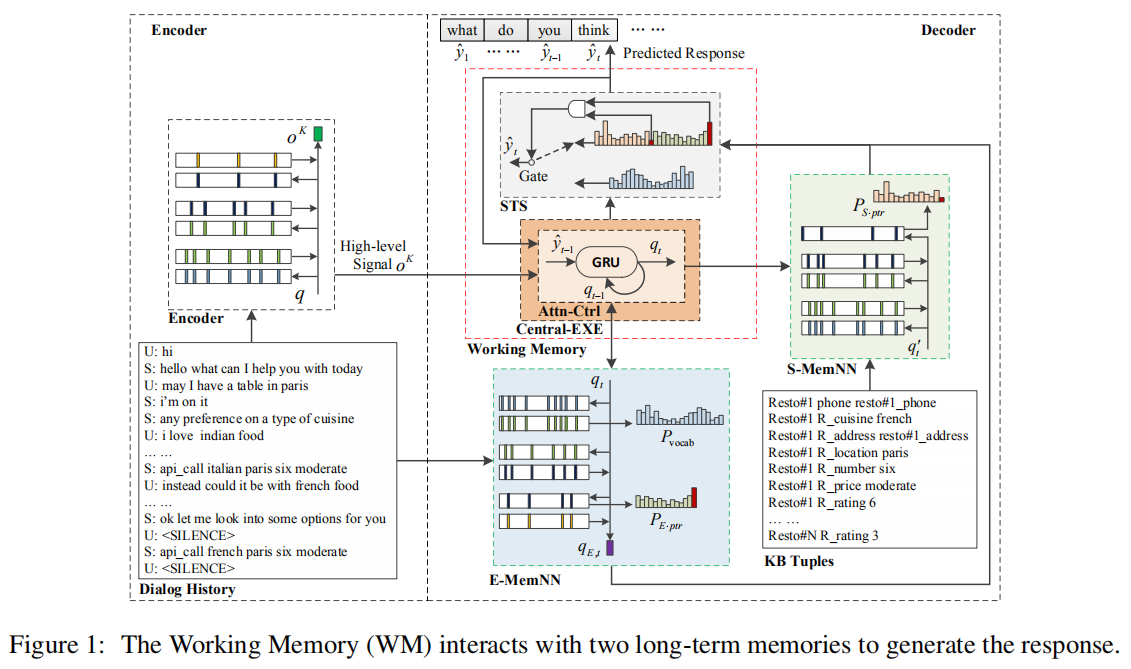 Encoder
Decoder
what do you think … …
ŷ1 … … ŷt−1 ŷt Predicted Response
ŷt
Gate
STS
o^K
q
Encoder
High-level
Signal o^K
ŷt−1
GRU
qt
qt−1
Attn-Ctrl
Central-EXE
Working Memory
PS·ptr
q′t
S-MemNN
U: hi
S: hello what can I help you with today
U: may I have a table in paris
S: i'm on it
S: any preference on a type of cuisine
U: i love indian food
… …
S: api_call italian paris six moderate
U: instead could it be with french food
… …
S: ok let me look into some options for you
U: <SILENCE>
S: api_call french paris six moderate
U: <SILENCE>
Dialog History
qt
Pvocab
PE·ptr
qE,t
E-MemNN
Resto#1 phone resto#1_phone
Resto#1 R_cuisine french
Resto#1 R_address resto#1_address
Resto#1 R_location paris
Resto#1 R_number six
Resto#1 R_price moderate
Resto#1 R_rating 6
… …
Resto#N R_rating 3
KB Tuples
Figure 1: The Working Memory (WM) interacts with two long-term memories to generate the response.